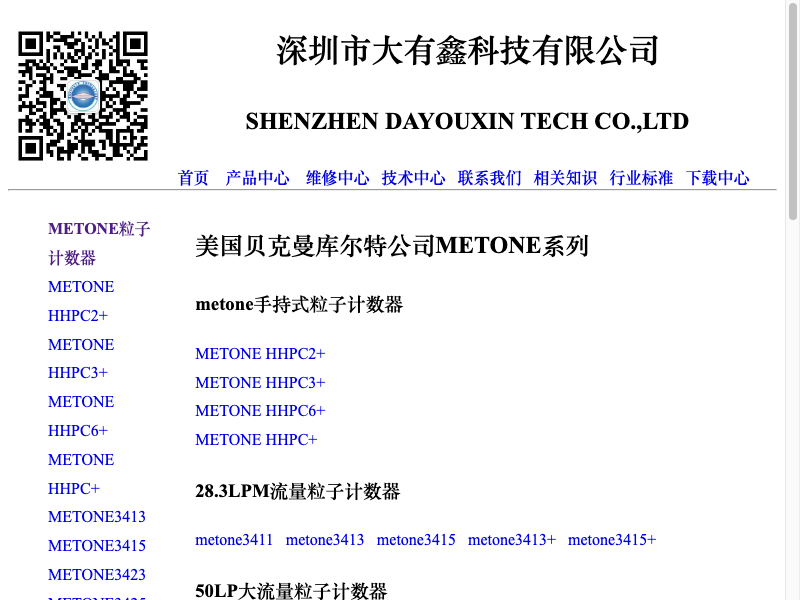 深圳市大有鑫科技有限公司
SHENZHEN DAYOUXIN TECH CO.,LTD
首页 产品中心 维修中心 技术中心 联系我们 相关知识 行业标准 下载中心
METONE粒子
计数器
METONE
HHPC2+
METONE
HHPC3+
METONE
HHPC6+
METONE
HHPC+
METONE3413
METONE3415
METONE3423
美国贝克曼库尔特公司METONE系列
metone手持式粒子计数器
METONE HHPC2+
METONE HHPC3+
METONE HHPC6+
METONE HHPC+
28.3LPM流量粒子计数器
metone3411 metone3413 metone3415 metone3413+ metone3415+
50LP大流量粒子计数器